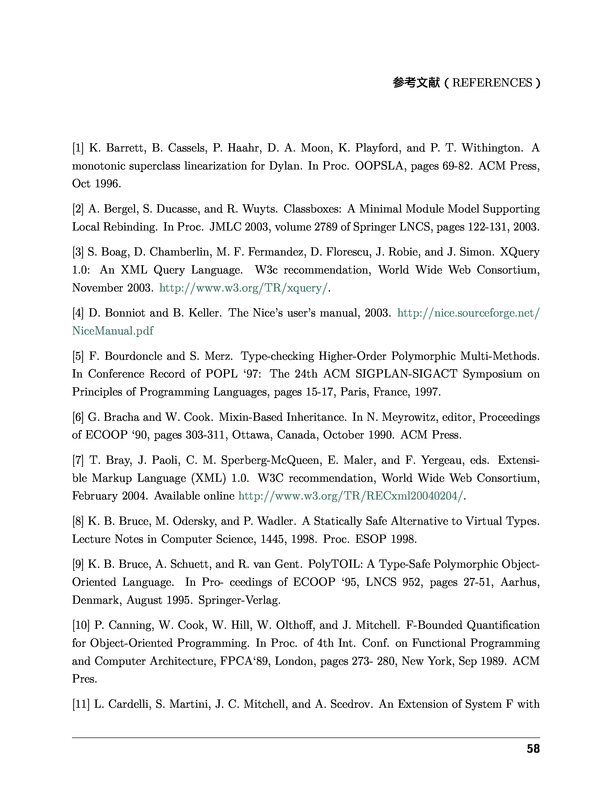 参考文献 ( REFERENCES )
[1] K. Barrett, B. Cassels, P. Haahr, D. A. Moon, K. Playford, and P. T. Withington. A
monotonic superclass linearization for Dylan. In Proc. OOPSLA, pages 69-82. ACM Press,
Oct 1996.
[2] A. Bergel, S. Ducasse, and R. Wuyts. Classboxes: A Minimal Module Model Supporting
Local Rebinding. In Proc. JMLC 2003, volume 2789 of Springer LNCS, pages 122-131, 2003.
[3] S. Boag, D. Chamberlin, M. F. Fermandez, D. Florescu, J. Robie, and J. Simon. XQuery
1.0: An XML Query Language. W3c recommendation, World Wide Web Consortium,
November 2003. http://www.w3.org/TR/xquery/.
[4] D. Bonniot and B. Keller. The Nice's user's manual, 2003. http://nice.sourceforge.net/
NiceManual.pdf
[5] F. Bourdoncle and S. Merz. Type-checking Higher-Order Polymorphic Multi-Methods.
In Conference Record of POPL ‘97: The 24th ACM SIGPLAN-SIGACT Symposium on
Principles of Programming Languages, pages 15-17, Paris, France, 1997.
[6] G. Bracha and W. Cook. Mixin-Based Inheritance. In N. Meyrowitz, editor, Proceedings
of ECOOP ‘90, pages 303-311, Ottawa, Canada, October 1990. ACM Press.
[7] T. Bray, J. Paoli, C. M. Sperberg-McQueen, E. Maler, and F. Yergeau, eds. Extensi-
ble Markup Language (XML) 1.0. W3C recommendation, World Wide Web Consortium,
February 2004. Available online http://www.w3.org/TR/RECxml20040204/.
[8] K. B. Bruce, M. Odersky, and P. Wadler. A Statically Safe Alternative to Virtual Types.
Lecture Notes in Computer Science, 1445, 1998. Proc. ESOP 1998.
[9] K. B. Bruce, A. Schuett, and R. van Gent. PolyTOIL: A Type-Safe Polymorphic Object-
Oriented Language. In Pro- ceedings of ECOOP ‘95, LNCS 952, pages 27-51, Aarhus,
Denmark, August 1995. Springer-Verlag.
[10] P. Canning, W. Cook, W. Hill, W. Olthoff, and J. Mitchell. F-Bounded Quantification
for Object-Oriented Programming. In Proc. of 4th Int. Conf. on Functional Programming
and Computer Architecture, FPCA‘89, London, pages 273- 280, New York, Sep 1989. ACM
Pres.
[11] L. Cardelli, S. Martini, J. C. Mitchell, and A. Scedrov. An Extension of System F with
58